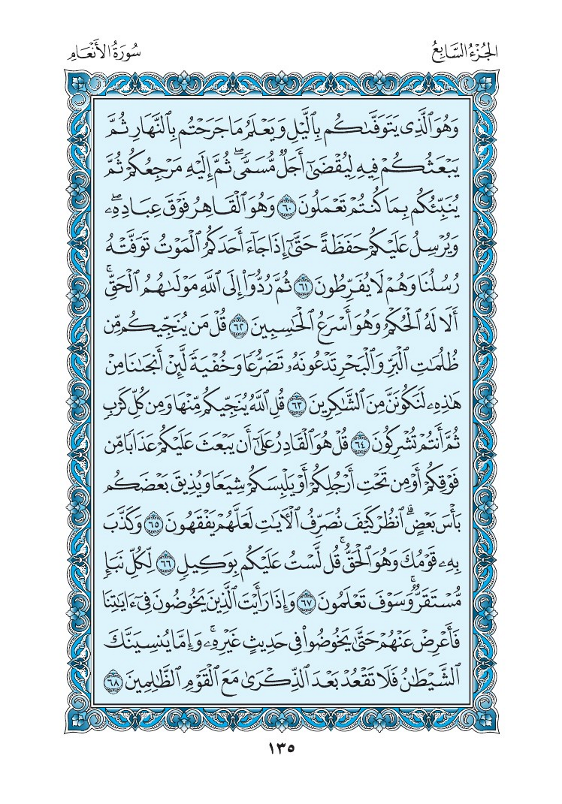 الجُزْءُ السَّابِعُ
سُورَةُ الأَنْعَامِ
وَهُوَ ٱلَّذِى يَتَوَفَّىٰكُم بِٱلَّيْلِ وَيَعْلَمُ مَا جَرَحْتُم بِٱلنَّهَارِ ثُمَّ
يَبْعَثُكُمْ فِيهِ لِيُقْضَىٰٓ أَجَلٌ مُّسَمًّى ۖ ثُمَّ إِلَيْهِ مَرْجِعُكُمْ ثُمَّ
يُنَبِّئُكُم بِمَا كُنتُمْ تَعْمَلُونَ ٦٠ وَهُوَ ٱلْقَاهِرُ فَوْقَ عِبَادِهِۦ ۖ
وَيُرْسِلُ عَلَيْكُمْ حَفَظَةً حَتَّىٰٓ إِذَا جَآءَ أَحَدَكُمُ ٱلْمَوْتُ تَوَفَّتْهُ
رُسُلُنَا وَهُمْ لَا يُفَرِّطُونَ ٦١ ثُمَّ رُدُّوٓا۟ إِلَى ٱللَّهِ مَوْلَىٰهُمُ ٱلْحَقِّ ۚ
أَلَا لَهُ ٱلْحُكْمُ وَهُوَ أَسْرَعُ ٱلْحَٰسِبِينَ ٦٢ قُلْ مَن يُنَجِّيكُم مِّن
ظُلُمَٰتِ ٱلْبَرِّ وَٱلْبَحْرِ تَدْعُونَهُۥ تَضَرُّعًا وَخُفْيَةً لَّئِنْ أَنجَىٰنَا مِنْ
هَٰذِهِۦ لَنَكُونَنَّ مِنَ ٱلشَّٰكِرِينَ ٦٣ قُلِ ٱللَّهُ يُنَجِّيكُم مِّنْهَا وَمِن كُلِّ كَرْبٍ
ثُمَّ أَنتُمْ تُشْرِكُونَ ٦٤ قُلْ هُوَ ٱلْقَادِرُ عَلَىٰٓ أَن يَبْعَثَ عَلَيْكُمْ عَذَابًا مِّن
فَوْقِكُمْ أَوْ مِن تَحْتِ أَرْجُلِكُمْ أَوْ يَلْبِسَكُمْ شِيَعًا وَيُذِيقَ بَعْضَكُم
بَأْسَ بَعْضٍ ۗ ٱنظُرْ كَيْفَ نُصَرِّفُ ٱلْءَايَٰتِ لَعَلَّهُمْ يَفْقَهُونَ ٦٥ وَكَذَّبَ
بِهِۦ قَوْمُكَ وَهُوَ ٱلْحَقُّ ۚ قُل لَّسْتُ عَلَيْكُم بِوَكِيلٍ ٦٦ لِّكُلِّ نَبَإٍ
مُّسْتَقَرٌّ ۚ وَسَوْفَ تَعْلَمُونَ ٦٧ وَإِذَا رَأَيْتَ ٱلَّذِينَ يَخُوضُونَ فِىٓ ءَايَٰتِنَا
فَأَعْرِضْ عَنْهُمْ حَتَّىٰ يَخُوضُوا۟ فِى حَدِيثٍ غَيْرِهِۦ ۚ وَإِمَّا يُنسِيَنَّكَ
ٱلشَّيْطَٰنُ فَلَا تَقْعُدْ بَعْدَ ٱلذِّكْرَىٰ مَعَ ٱلْقَوْمِ ٱلظَّٰلِمِينَ ٦٨
١٣٥